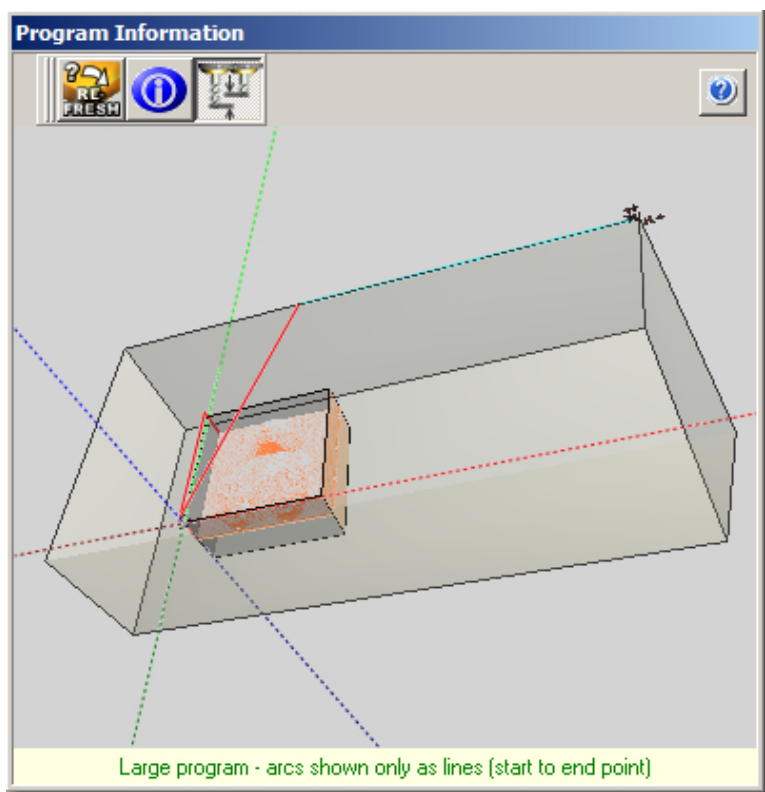 Program Information
?
RE-
FRESH
i
?
Large program - arcs shown only as lines (start to end point)